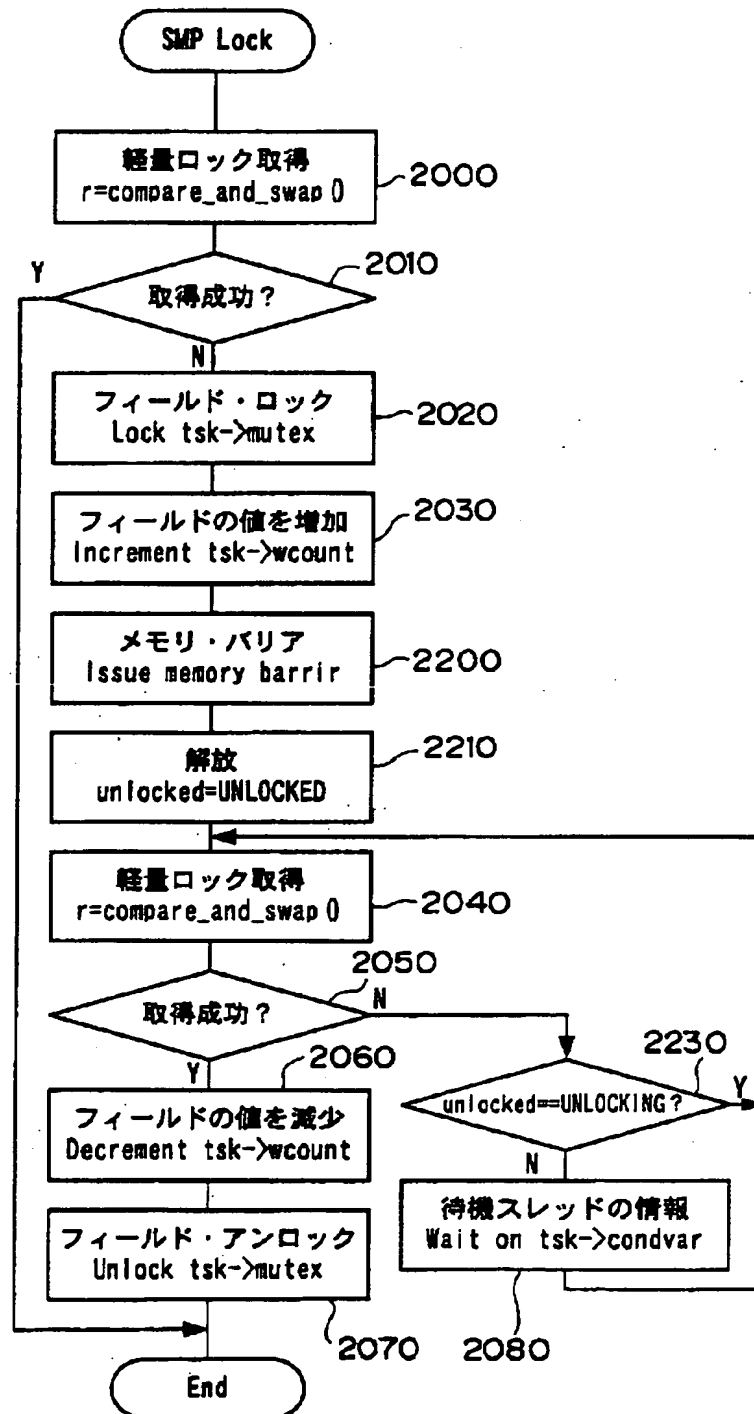 SMP Lock
軽量ロック取得
r=compare_and_swap()
2000
2010
Y
取得成功?
N
フィールド・ロック
Lock tsk->mutex
2020
フィールドの値を増加
Increment tsk->wcount
2030
メモリ・バリア
Issue memory barrir
2200
解放
unlocked=UNLOCKED
2210
軽量ロック取得
r=compare_and_swap()
2040
2050
取得成功?
N
Y
2060
2230
unlocked==UNLOCKING?
Y
N
フィールドの値を減少
Decrement tsk->wcount
待機スレッドの情報
Wait on tsk->condvar
フィールド・アンロック
Unlock tsk->mutex
2070
2080
End